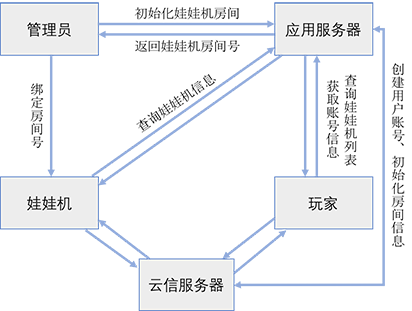 管理员
初始化娃娃机房间
返回娃娃机房间号
应用服务器
绑定房间号
查询娃娃机信息
查询娃娃机列表
获取账号信息
创建用户账号、初始化房间信息
娃娃机
玩家
云信服务器